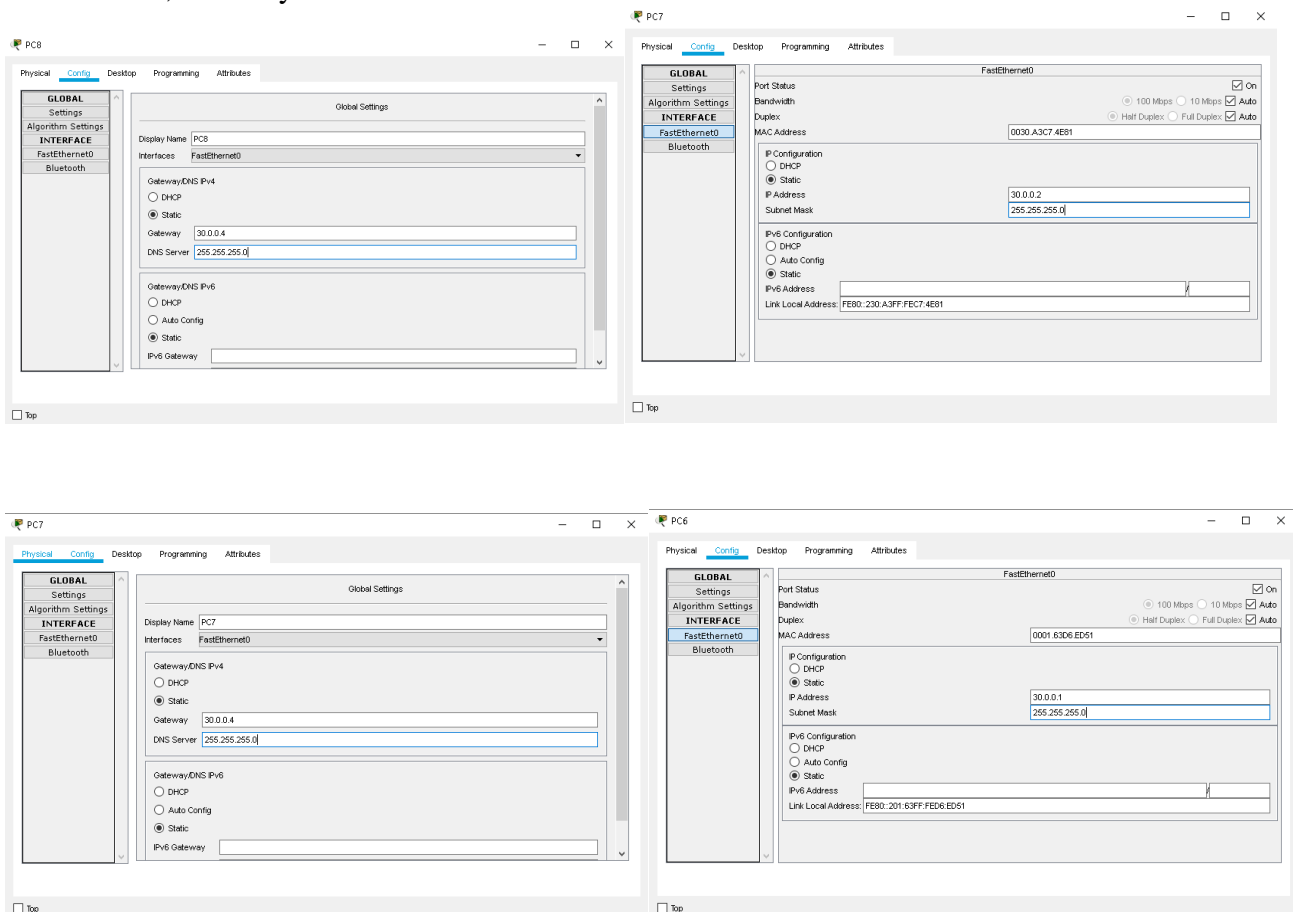 PC8
Physical Config Desktop Programming Attributes
GLOBAL
Settings
Algorithm Settings
INTERFACE
FastEthernet0
Bluetooth
Global Settings
Display Name PC8
Interfaces FastEthernet0
Gateway/DNS IPv4
DHCP
Static
Gateway 30.0.0.4
DNS Server 255.255.255.0
Gateway/DNS IPv6
DHCP
Auto Config
Static
IPv6 Gateway
Top
PC7
Physical Config Desktop Programming Attributes
GLOBAL
Settings
Algorithm Settings
INTERFACE
FastEthernet0
Bluetooth
FastEthernet0
Port Status On
Bandwidth 100 Mbps 10 Mbps Auto
Duplex Half Duplex Full Duplex Auto
MAC Address 0030.A3C7.4E81
IP Configuration
DHCP
Static
IP Address 30.0.0.2
Subnet Mask 255.255.255.0
IPv6 Configuration
DHCP
Auto Config
Static
IPv6 Address /
Link Local Address: FE80::230:A3FF:FEC7:4E81
Top
PC7
Physical Config Desktop Programming Attributes
GLOBAL
Settings
Algorithm Settings
INTERFACE
FastEthernet0
Bluetooth
Global Settings
Display Name PC7
Interfaces FastEthernet0
Gateway/DNS IPv4
DHCP
Static
Gateway 30.0.0.4
DNS Server 255.255.255.0
Gateway/DNS IPv6
DHCP
Auto Config
Static
IPv6 Gateway
Top
PC6
Physical Config Desktop Programming Attributes
GLOBAL
Settings
Algorithm Settings
INTERFACE
FastEthernet0
Bluetooth
FastEthernet0
Port Status On
Bandwidth 100 Mbps 10 Mbps Auto
Duplex Half Duplex Full Duplex Auto
MAC Address 0001.63D6.ED51
IP Configuration
DHCP
Static
IP Address 30.0.0.1
Subnet Mask 255.255.255.0
IPv6 Configuration
DHCP
Auto Config
Static
IPv6 Address /
Link Local Address: FE80::201:63FF:FED6:ED51
Top